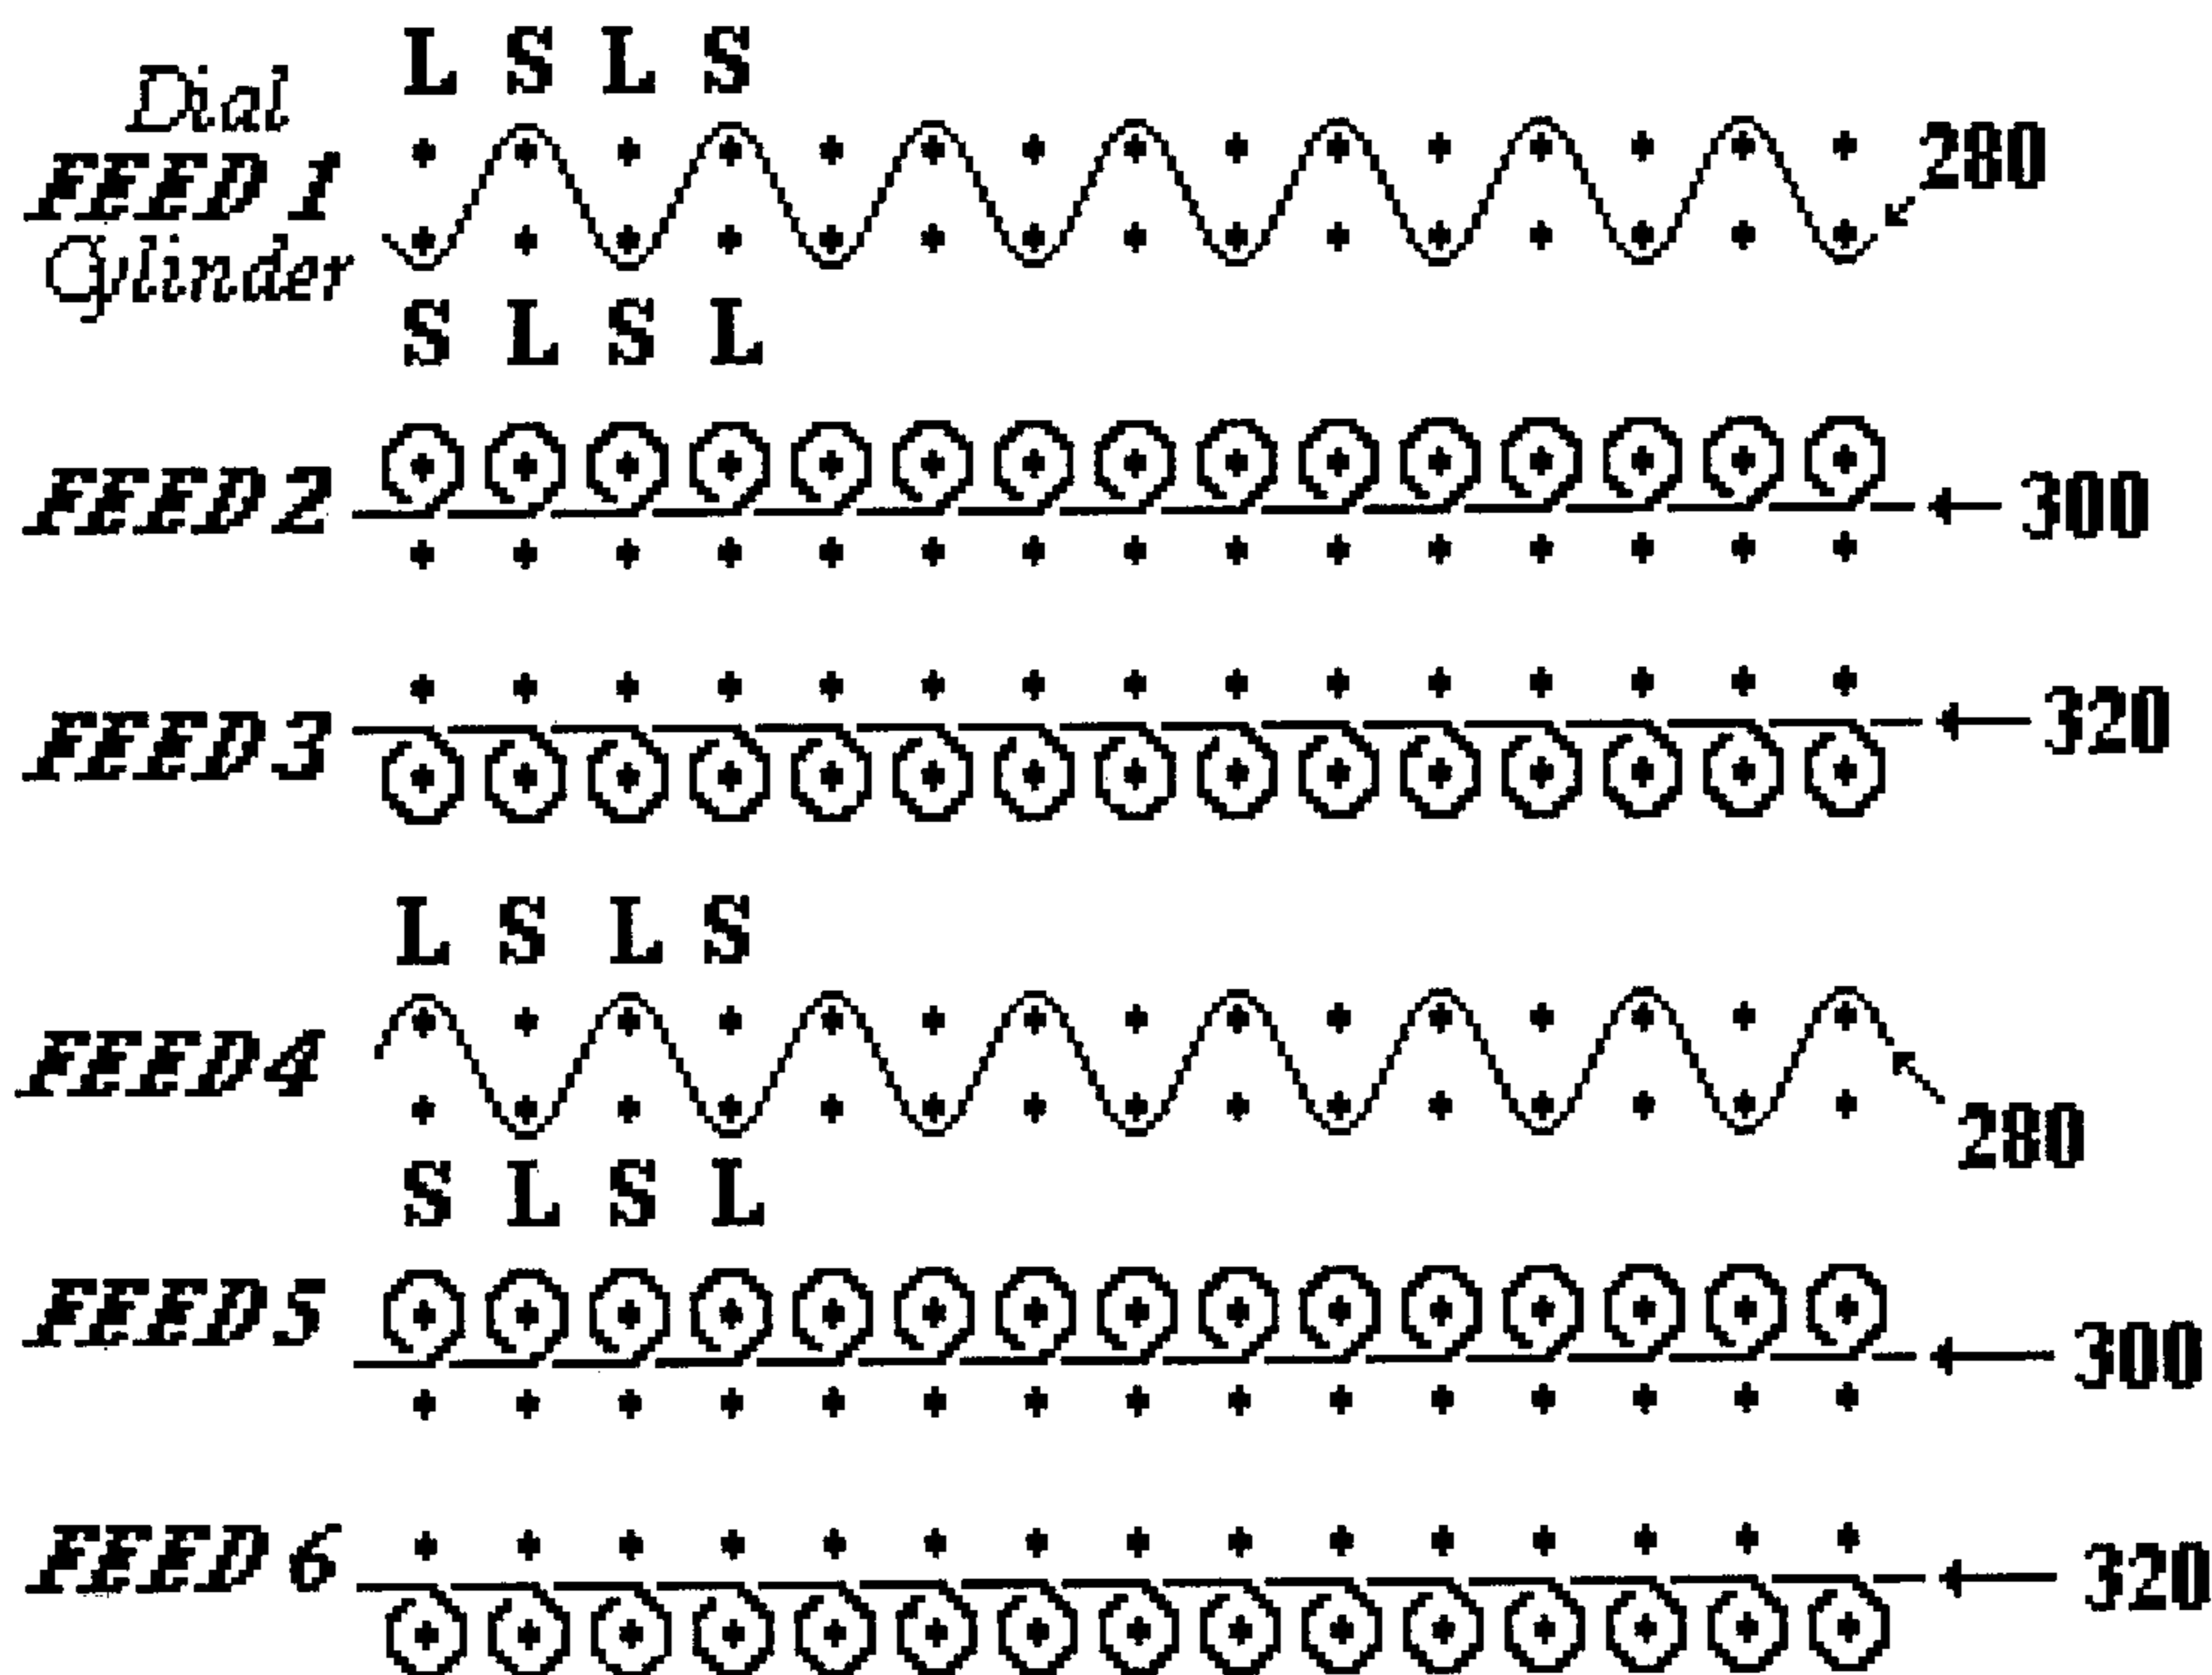 L S L S
Dial
FEED 1
280
Cylinder
S L S L
FEED 2
300
FEED 3
320
L S L S
FEED 4
280
S L S L
FEED 5
300
FEED 6
320